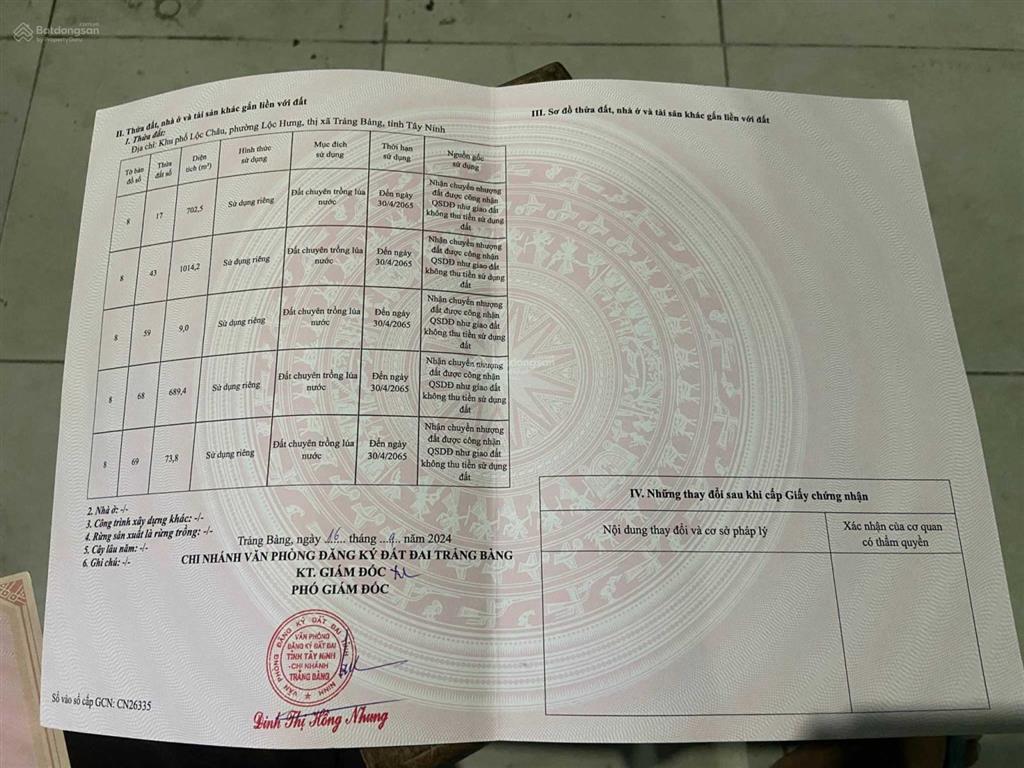 Batdongsan
.com.vn
by PropertyGuru
II. Thửa đất, nhà ở và tài sản khác gắn liền với đất
1. Thửa đất:
Địa chỉ: Khu phố Lộc Châu, phường Lộc Hưng, thị xã Trảng Bàng, tỉnh Tây Ninh
Tờ bản đồ số
Thửa đất số
Diện tích (m²)
Hình thức sử dụng
Mục đích sử dụng
Thời hạn sử dụng
Nguồn gốc sử dụng
8 17 702,5 Sử dụng riêng Đất chuyên trồng lúa nước Đến ngày 30/4/2065 Nhận chuyển nhượng đất được công nhận QSDĐ như giao đất không thu tiền sử dụng đất
8 43 1014,2 Sử dụng riêng Đất chuyên trồng lúa nước Đến ngày 30/4/2065 Nhận chuyển nhượng đất được công nhận QSDĐ như giao đất không thu tiền sử dụng đất
8 59 9,0 Sử dụng riêng Đất chuyên trồng lúa nước Đến ngày 30/4/2065 Nhận chuyển nhượng đất được công nhận QSDĐ như giao đất không thu tiền sử dụng đất
8 68 689,4 Sử dụng riêng Đất chuyên trồng lúa nước Đến ngày 30/4/2065 Nhận chuyển nhượng đất được công nhận QSDĐ như giao đất không thu tiền sử dụng đất
8 69 73,8 Sử dụng riêng Đất chuyên trồng lúa nước Đến ngày 30/4/2065 Nhận chuyển nhượng đất được công nhận QSDĐ như giao đất không thu tiền sử dụng đất
2. Nhà ở: -/-
3. Công trình xây dựng khác: -/-
4. Rừng sản xuất là rừng trồng: -/-
5. Cây lâu năm: -/-
6. Ghi chú: -/-
Trảng Bàng, ngày 16 tháng 9 năm 2024
CHI NHÁNH VĂN PHÒNG ĐĂNG KÝ ĐẤT ĐAI TRẢNG BÀNG
KT. GIÁM ĐỐC
PHÓ GIÁM ĐỐC
VĂN PHÒNG
ĐĂNG KÝ ĐẤT ĐAI
TỈNH TÂY NINH
-CHI NHÁNH
TRẢNG BÀNG
Đinh Thị Hồng Nhung
Số vào sổ cấp GCN: CN26335
III. Sơ đồ thửa đất, nhà ở và tài sản khác gắn liền với đất
IV. Những thay đổi sau khi cấp Giấy chứng nhận
Nội dung thay đổi và cơ sở pháp lý
Xác nhận của cơ quan
có thẩm quyền